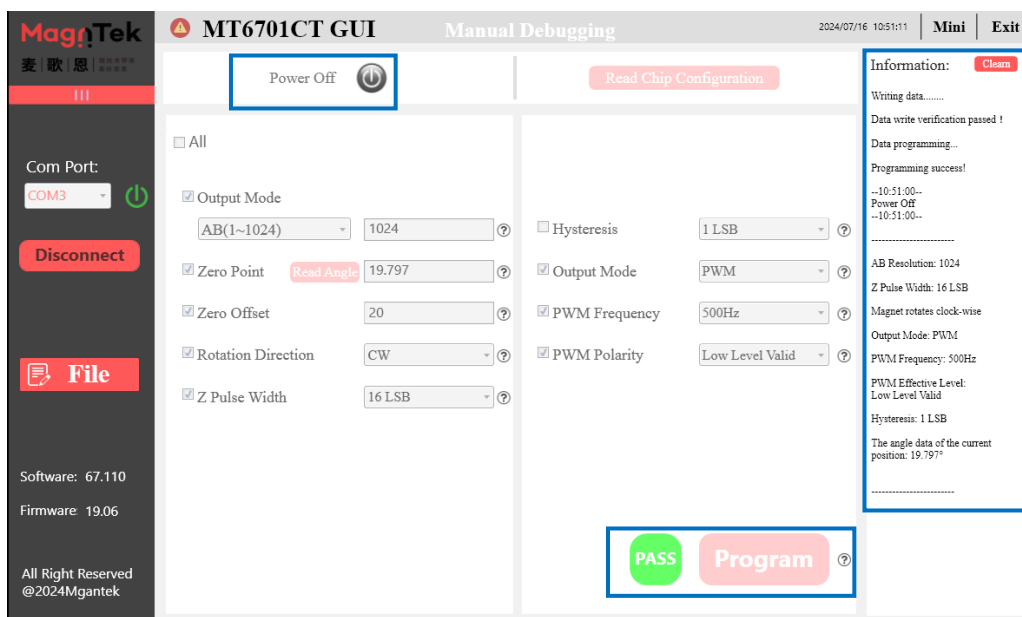 MagnTek
麦歌恩
MT6701CT GUI
Manual Debugging
2024/07/16 10:51:11
Mini
Exit
Power Off
Read Chip Configuration
Information:
Clearn
Com Port:
COM3
Disconnect
File
Software: 67.110
Firmware: 19.06
All Right Reserved
@2024Mgantek
All
Output Mode
AB(1~1024)
1024
Zero Point
Read Angle
19.797
Zero Offset
20
Rotation Direction
CW
Z Pulse Width
16 LSB
Hysteresis
1 LSB
Output Mode
PWM
PWM Frequency
500Hz
PWM Polarity
Low Level Valid
PASS
Program
Writing data........
Data write verification passed !
Data programming...
Programming success!
--10:51:00--
Power Off
--10:51:00--
------------------------
AB Resolution: 1024
Z Pulse Width: 16 LSB
Magnet rotates clock-wise
Output Mode: PWM
PWM Frequency: 500Hz
PWM Effective Level:
Low Level Valid
Hysteresis: 1 LSB
The angle data of the current
position: 19.797°
------------------------